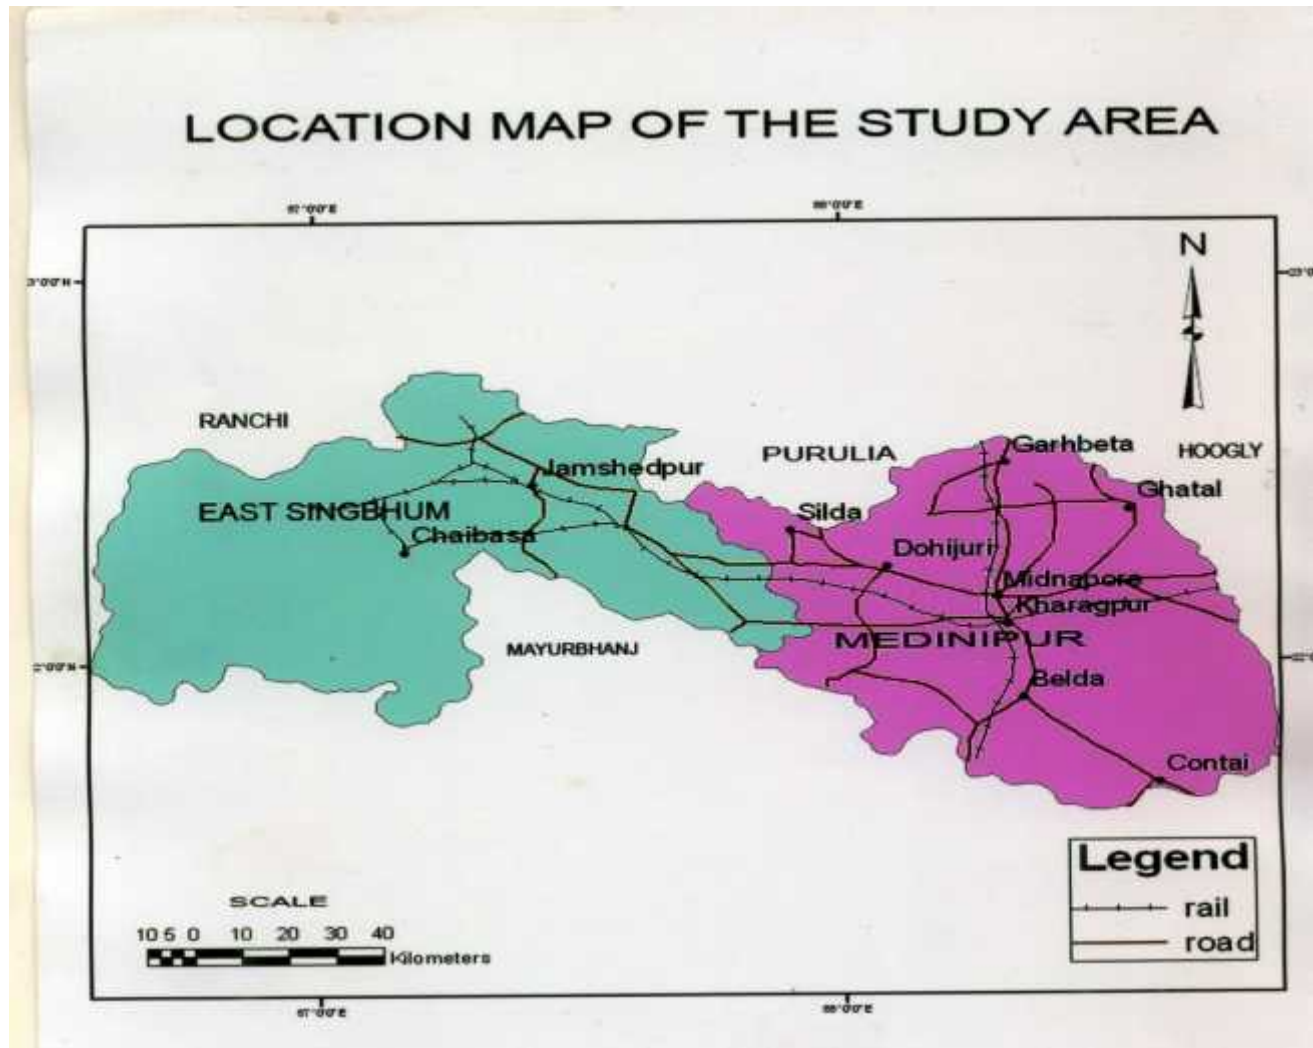 LOCATION MAP OF THE STUDY AREA
N
RANCHI
PURULIA
Garhbeta
HOOGLY
Jamshedpur
Ghatal
EAST SINGBHUM
Silda
Chaibasa
Dohijuri
Midnapore
Kharagpur
MAYURBHANJ
MEDINIPUR
Belda
Contai
Legend
rail
road
SCALE
10 5 0 10 20 30 40
Kilometers